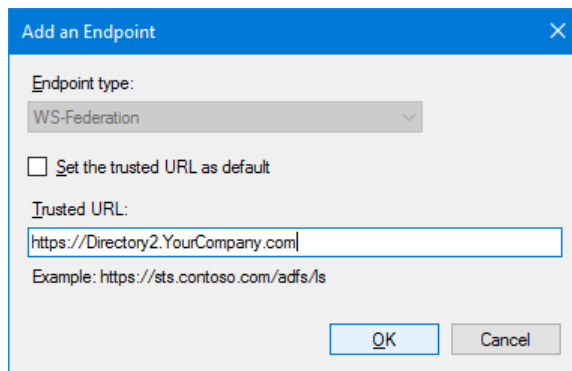 Add an Endpoint
Endpoint type:
WS-Federation
Set the trusted URL as default
Trusted URL:
https://Directory2.YourCompany.com
Example: https://sts.contoso.com/adfs/ls
OK
Cancel